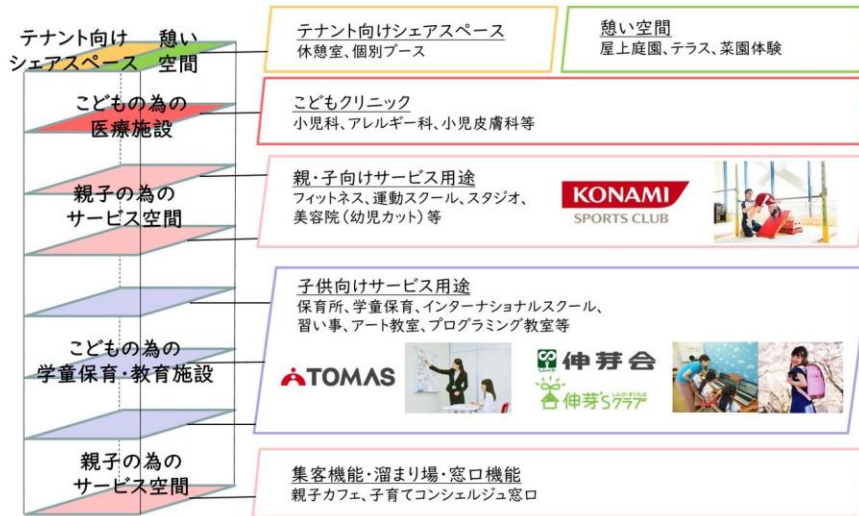 テナント向け
シェアスペース
憩い
空間
テナント向けシェアスペース
休憩室、個別ブース
憩い空間
屋上庭園、テラス、菜園体験
こどもの為の
医療施設
こどもクリニック
小児科、アレルギー科、小児皮膚科等
親子の為の
サービス空間
親・子向けサービス用途
フィットネス、運動スクール、スタジオ、
美容院(幼児カット)等
KONAMI
SPORTS CLUB
こどもの為の
学童保育・教育施設
子供向けサービス用途
保育所、学童保育、インターナショナルスクール、
習い事、アート教室、プログラミング教室等
TOMAS
伸芽会
伸芽'Sクラブ
親子の為の
サービス空間
集客機能・溜まり場・窓口機能
親子カフェ、子育てコンシェルジュ窓口